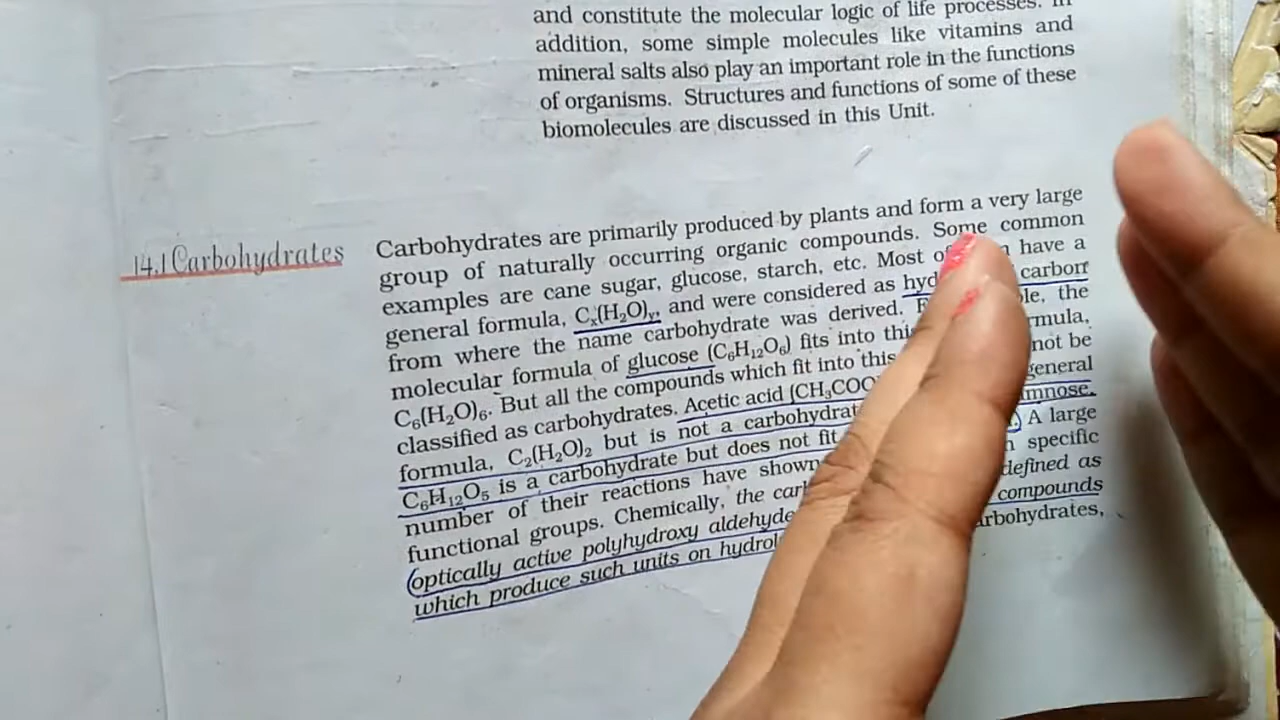 and constitute the molecular logic of life processes. In
addition, some simple molecules like vitamins and
mineral salts also play an important role in the functions
of organisms. Structures and functions of some of these
biomolecules are discussed in this Unit.
14.1 Carbohydrates
Carbohydrates are primarily produced by plants and form a very large
group of naturally occurring organic compounds. Some common
examples are cane sugar, glucose, starch, etc. Most have a
general formula, Cₓ(H₂O)ᵧ, and were considered as carbon
from where the name carbohydrate was derived. the
molecular formula of glucose (C₆H₁₂O₆) fits into this
C₆(H₂O)₆. But all the compounds which fit into this not be
classified as carbohydrates. Acetic acid (CH₃COO general
formula, C₂(H₂O)₂ but is not a carbohydrate
C₆H₁₂O₅ is a carbohydrate but does not fit A large
number of their reactions have shown specific
functional groups. Chemically, the defined as
(optically active polyhydroxy aldehyde compounds
which produce such units on